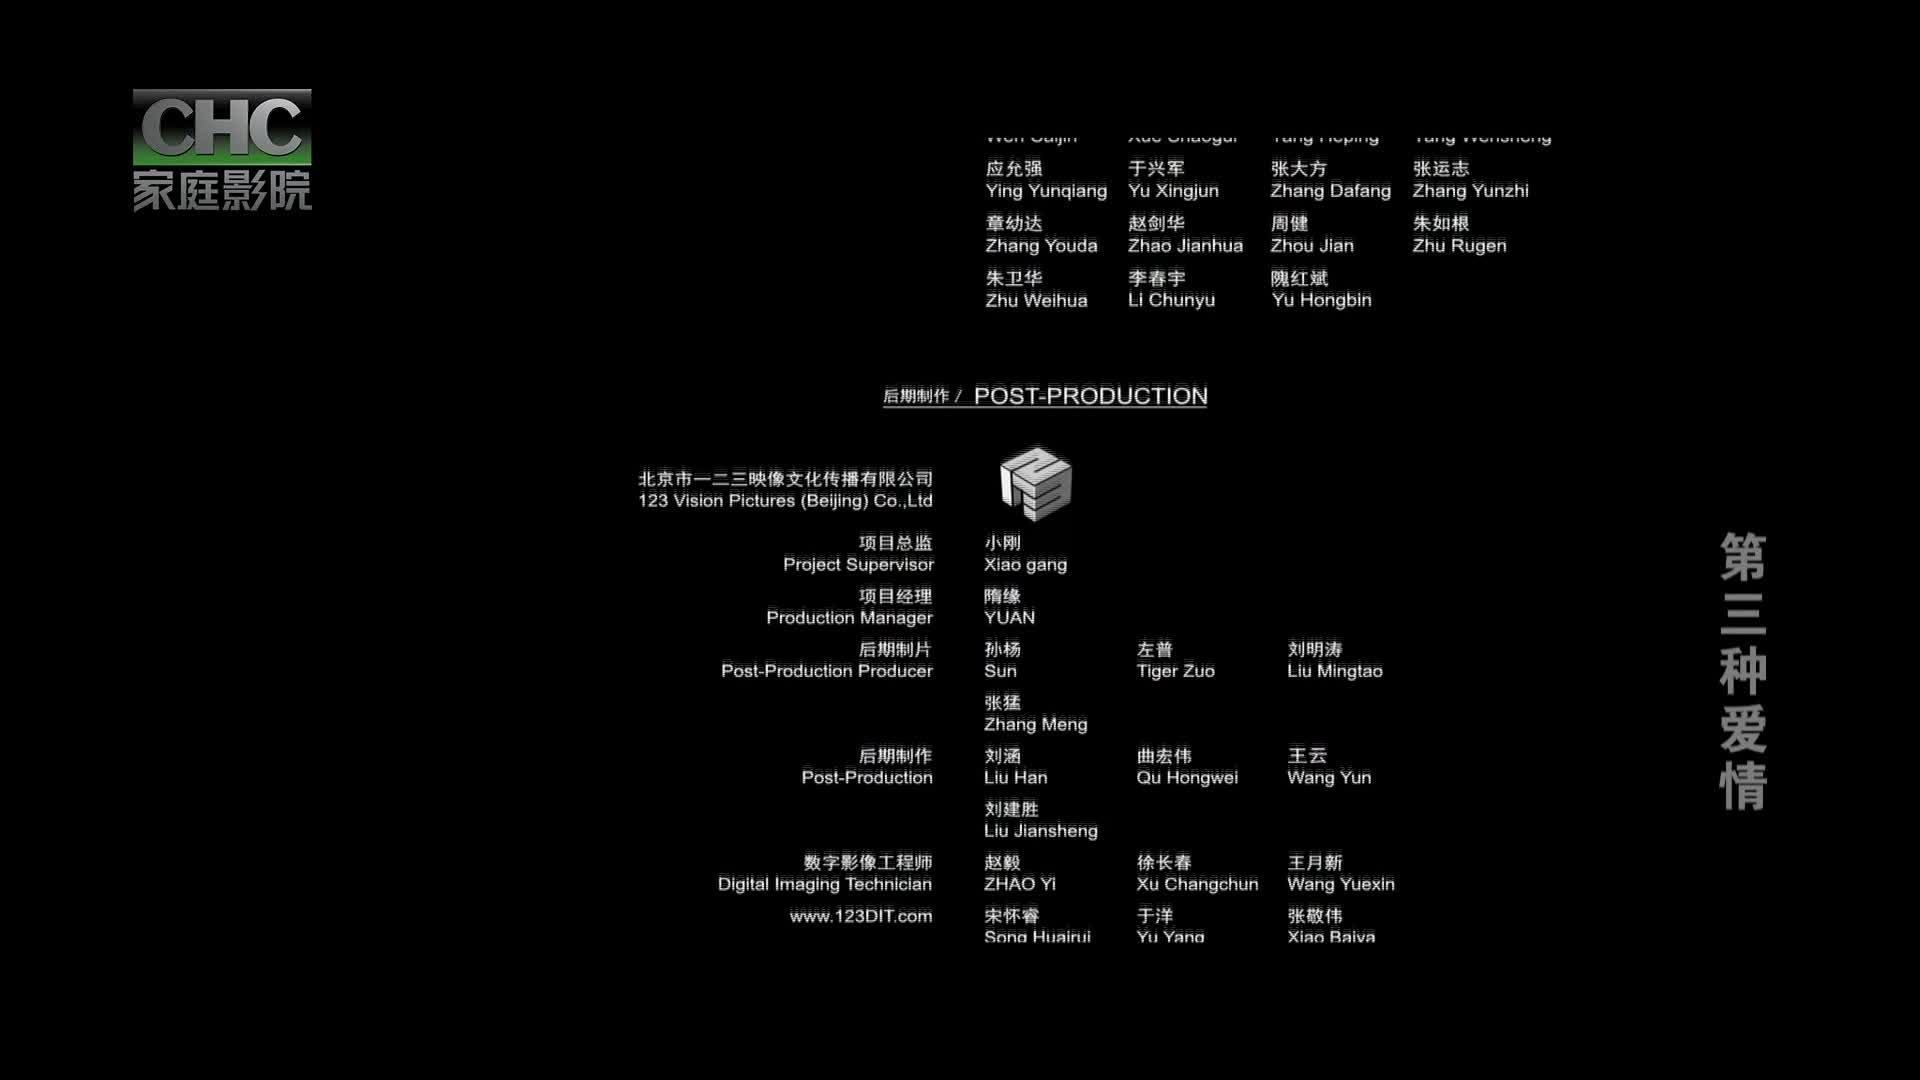 CHC
家庭影院
Wen Caijin Xue Shaogui Yang Heping Yang Wensheng
应允强 于兴军 张大方 张运志
Ying Yunqiang Yu Xingjun Zhang Dafang Zhang Yunzhi
章幼达 赵剑华 周健 朱如根
Zhang Youda Zhao Jianhua Zhou Jian Zhu Rugen
朱卫华 李春宇 隗红斌
Zhu Weihua Li Chunyu Yu Hongbin
后期制作 / POST-PRODUCTION
北京市一二三映像文化传播有限公司
123 Vision Pictures (Beijing) Co.,Ltd
项目总监 小刚
Project Supervisor Xiao gang
项目经理 隋缘
Production Manager YUAN
后期制片 孙杨 左普 刘明涛
Post-Production Producer Sun Tiger Zuo Liu Mingtao
张猛
Zhang Meng
后期制作 刘涵 曲宏伟 王云
Post-Production Liu Han Qu Hongwei Wang Yun
刘建胜
Liu Jiansheng
数字影像工程师 赵毅 徐长春 王月新
Digital Imaging Technician ZHAO Yi Xu Changchun Wang Yuexin
www.123DIT.com 宋怀睿 于洋 张敬伟
Song Huairui Yu Yang Xiao Baiya
第三种爱情